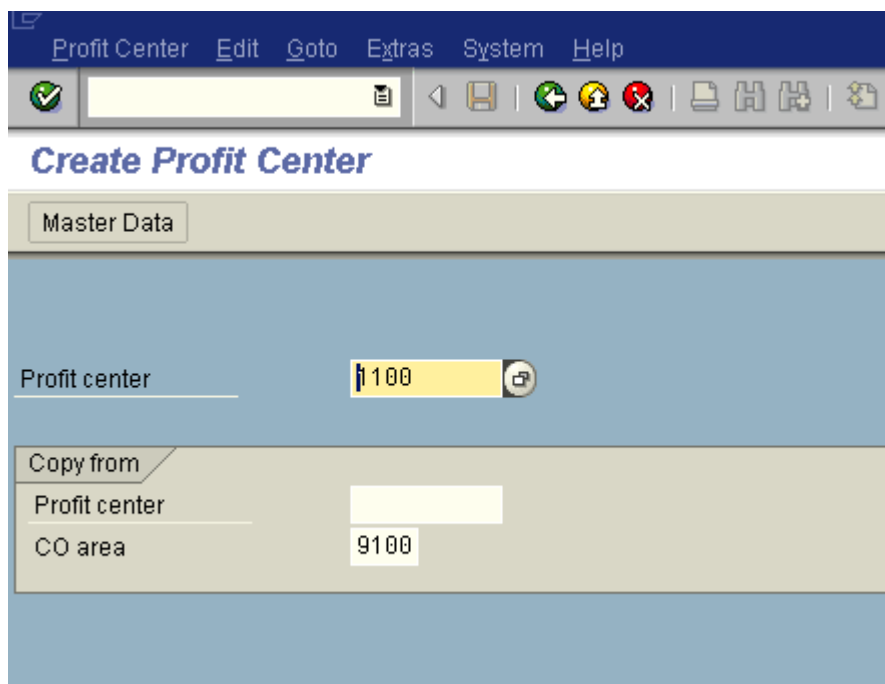 Profit Center Edit Goto Extras System Help
Create Profit Center
Master Data
Profit center 1100
Copy from
Profit center
CO area 9100